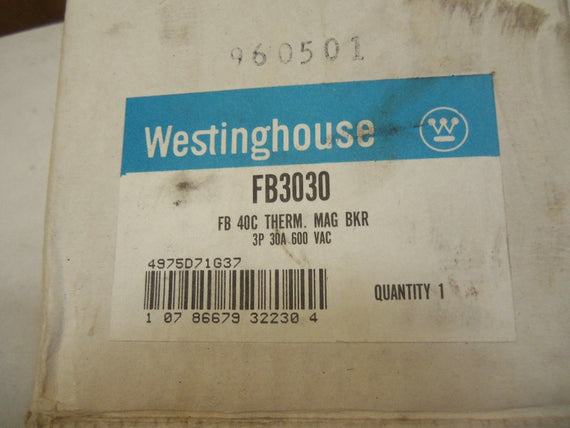 960501
Westinghouse
FB3030
FB 40C THERM. MAG BKR
3P 30A 600 VAC
4975D71G37
QUANTITY 1
1 07 86679 32230 4